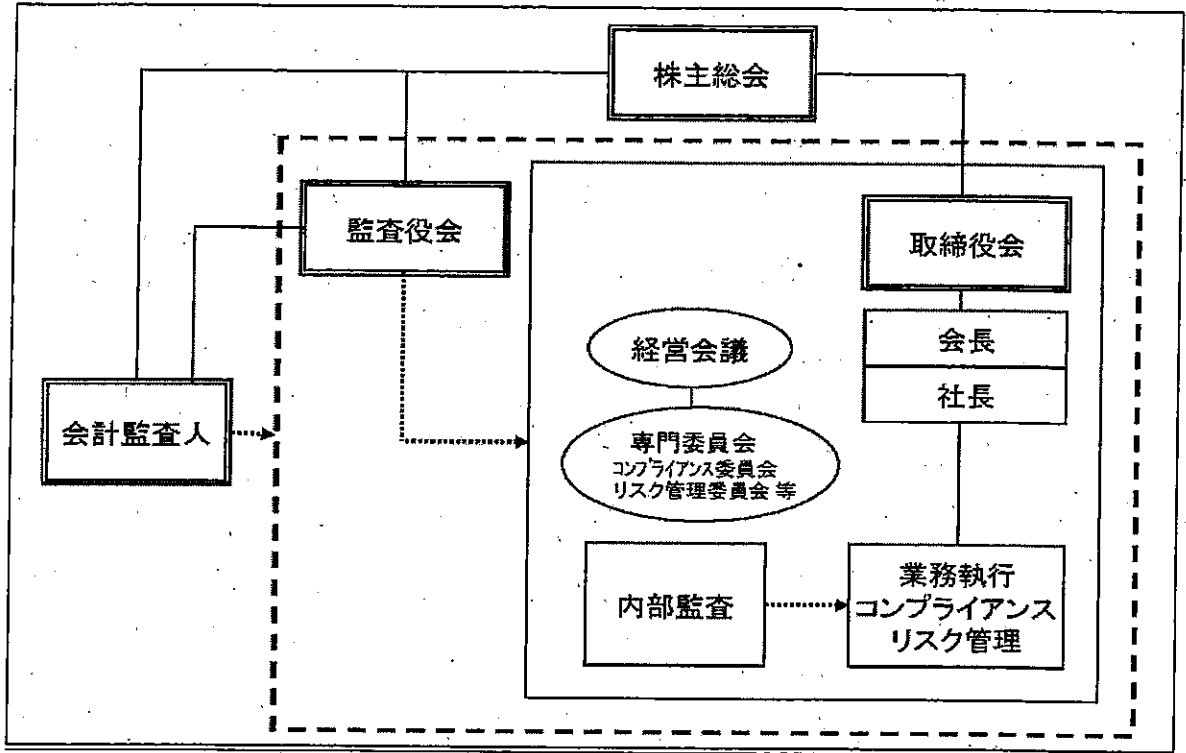 株主総会
監査役会
取締役会
会長
社長
経営会議
会計監査人
専門委員会
コンプライアンス委員会
リスク管理委員会 等
内部監査
業務執行
コンプライアンス
リスク管理